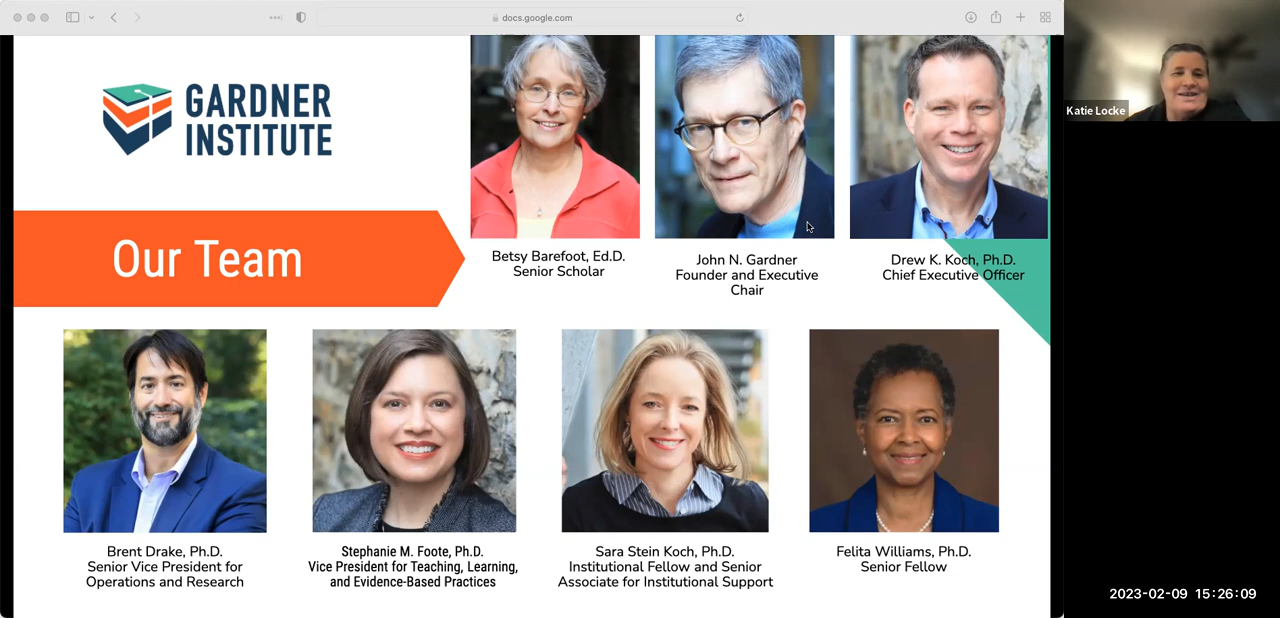 docs.google.com
GARDNER
INSTITUTE
Our Team
Betsy Barefoot, Ed.D.
Senior Scholar
John N. Gardner
Founder and Executive
Chair
Drew K. Koch, Ph.D.
Chief Executive Officer
Katie Locke
Brent Drake, Ph.D.
Senior Vice President for
Operations and Research
Stephanie M. Foote, Ph.D.
Vice President for Teaching, Learning,
and Evidence-Based Practices
Sara Stein Koch, Ph.D.
Institutional Fellow and Senior
Associate for Institutional Support
Felita Williams, Ph.D.
Senior Fellow
2023-02-09 15:26:09